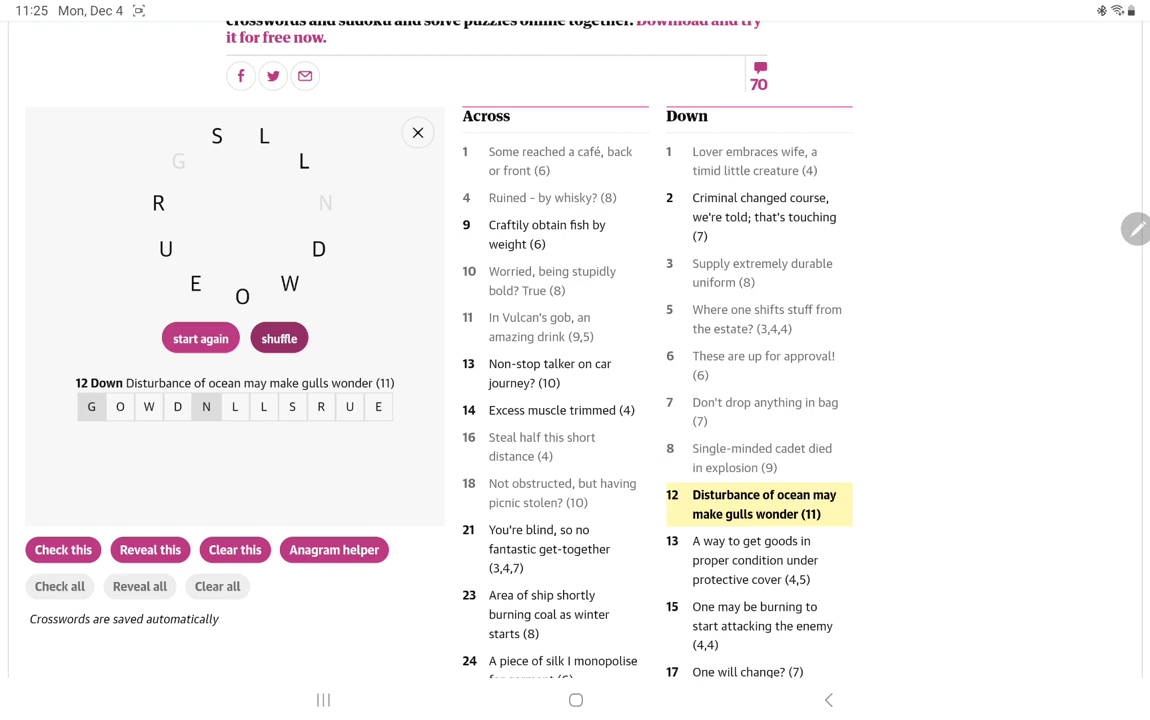 11:25 Mon, Dec 4
crosswords and sudoku and solve puzzles online together. Download and try
it for free now.
70
S L
G L
R N
U D
E W
O
start again shuffle
12 Down Disturbance of ocean may make gulls wonder (11)
G O W D N L L S R U E
Check this Reveal this Clear this Anagram helper
Check all Reveal all Clear all
Crosswords are saved automatically
Across
1 Some reached a café, back
or front (6)
4 Ruined - by whisky? (8)
9 Craftily obtain fish by
weight (6)
10 Worried, being stupidly
bold? True (8)
11 In Vulcan's gob, an
amazing drink (9,5)
13 Non-stop talker on car
journey? (10)
14 Excess muscle trimmed (4)
16 Steal half this short
distance (4)
18 Not obstructed, but having
picnic stolen? (10)
21 You're blind, so no
fantastic get-together
(3,4,7)
23 Area of ship shortly
burning coal as winter
starts (8)
24 A piece of silk I monopolise
for garment (6)
Down
1 Lover embraces wife, a
timid little creature (4)
2 Criminal changed course,
we're told; that's touching
(7)
3 Supply extremely durable
uniform (8)
5 Where one shifts stuff from
the estate? (3,4,4)
6 These are up for approval!
(6)
7 Don't drop anything in bag
(7)
8 Single-minded cadet died
in explosion (9)
12 Disturbance of ocean may
make gulls wonder (11)
13 A way to get goods in
proper condition under
protective cover (4,5)
15 One may be burning to
start attacking the enemy
(4,4)
17 One will change? (7)